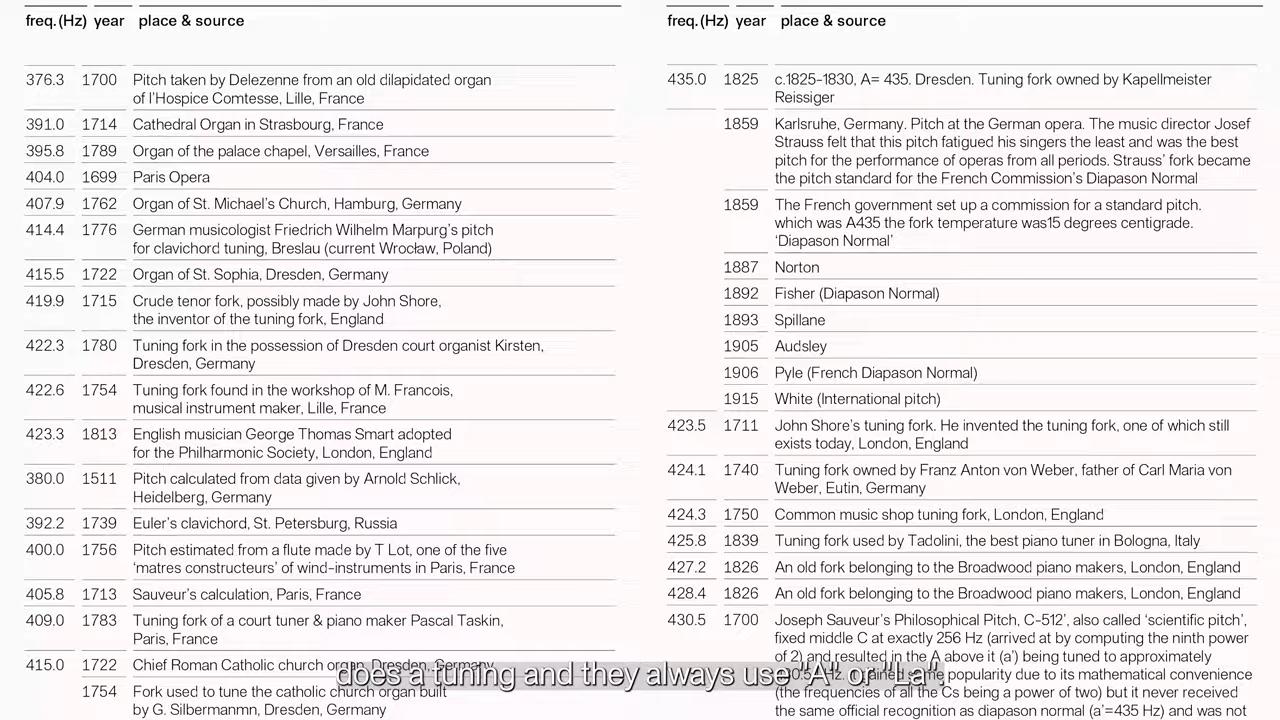 freq.(Hz) year place & source
376.3 1700 Pitch taken by Delezenne from an old dilapidated organ
of l'Hospice Comtesse, Lille, France
391.0 1714 Cathedral Organ in Strasbourg, France
395.8 1789 Organ of the palace chapel, Versailles, France
404.0 1699 Paris Opera
407.9 1762 Organ of St. Michael's Church, Hamburg, Germany
414.4 1776 German musicologist Friedrich Wilhelm Marpurg's pitch
for clavichord tuning, Breslau (current Wrocław, Poland)
415.5 1722 Organ of St. Sophia, Dresden, Germany
419.9 1715 Crude tenor fork, possibly made by John Shore,
the inventor of the tuning fork, England
422.3 1780 Tuning fork in the possession of Dresden court organist Kirsten,
Dresden, Germany
422.6 1754 Tuning fork found in the workshop of M. Francois,
musical instrument maker, Lille, France
423.3 1813 English musician George Thomas Smart adopted
for the Philharmonic Society, London, England
380.0 1511 Pitch calculated from data given by Arnold Schlick,
Heidelberg, Germany
392.2 1739 Euler's clavichord, St. Petersburg, Russia
400.0 1756 Pitch estimated from a flute made by T Lot, one of the five
'matres constructeurs' of wind-instruments in Paris, France
405.8 1713 Sauveur's calculation, Paris, France
409.0 1783 Tuning fork of a court tuner & piano maker Pascal Taskin,
Paris, France
415.0 1722 Chief Roman Catholic church organ, Dresden, Germany
1754 Fork used to tune the catholic church organ built
by G. Silbermannn, Dresden, Germany
freq.(Hz) year place & source
435.0 1825 c.1825-1830, A= 435. Dresden. Tuning fork owned by Kapellmeister
Reissiger
1859 Karlsruhe, Germany. Pitch at the German opera. The music director Josef
Strauss felt that this pitch fatigued his singers the least and was the best
pitch for the performance of operas from all periods. Strauss' fork became
the pitch standard for the French Commission's Diapason Normal
1859 The French government set up a commission for a standard pitch.
which was A435 the fork temperature was15 degrees centigrade.
'Diapason Normal'
1887 Norton
1892 Fisher (Diapason Normal)
1893 Spillane
1905 Audsley
1906 Pyle (French Diapason Normal)
1915 White (International pitch)
423.5 1711 John Shore's tuning fork. He invented the tuning fork, one of which still
exists today, London, England
424.1 1740 Tuning fork owned by Franz Anton von Weber, father of Carl Maria von
Weber, Eutin, Germany
424.3 1750 Common music shop tuning fork, London, England
425.8 1839 Tuning fork used by Tadolini, the best piano tuner in Bologna, Italy
427.2 1826 An old fork belonging to the Broadwood piano makers, London, England
428.4 1826 An old fork belonging to the Broadwood piano makers, London, England
430.5 1700 Joseph Sauveur's Philosophical Pitch, C-512', also called 'scientific pitch',
fixed middle C at exactly 256 Hz (arrived at by computing the ninth power
of 2) and resulted in the A above it (a') being tuned to approximately
popularity due to its mathematical convenience
(the frequencies of all the Cs being a power of two) but it never received
the same official recognition as diapason normal (a'=435 Hz) and was not
does a tuning and they always use "A" or "La",